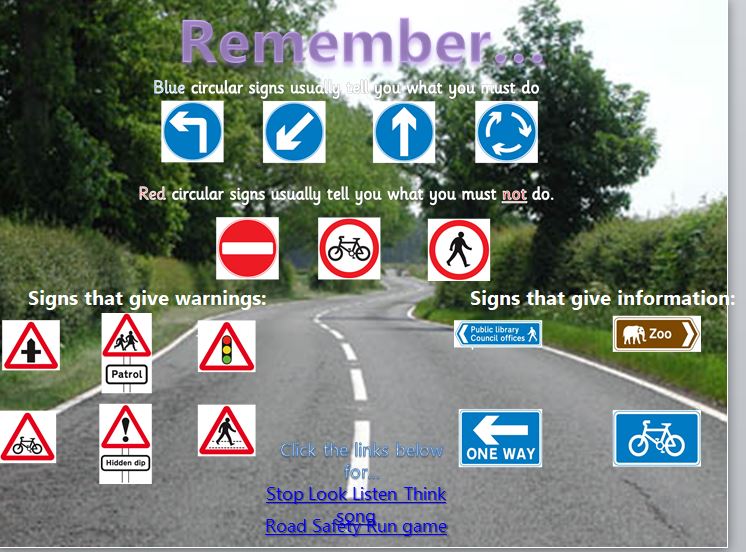 Remember...
Blue circular signs usually tell you what you must do
Red circular signs usually tell you what you must not do.
Signs that give warnings:
Signs that give information:
Patrol
Public library
Council offices
Zoo
Hidden dip
ONE WAY
Click the links below
for...
Stop Look Listen Think
song
Road Safety Run game